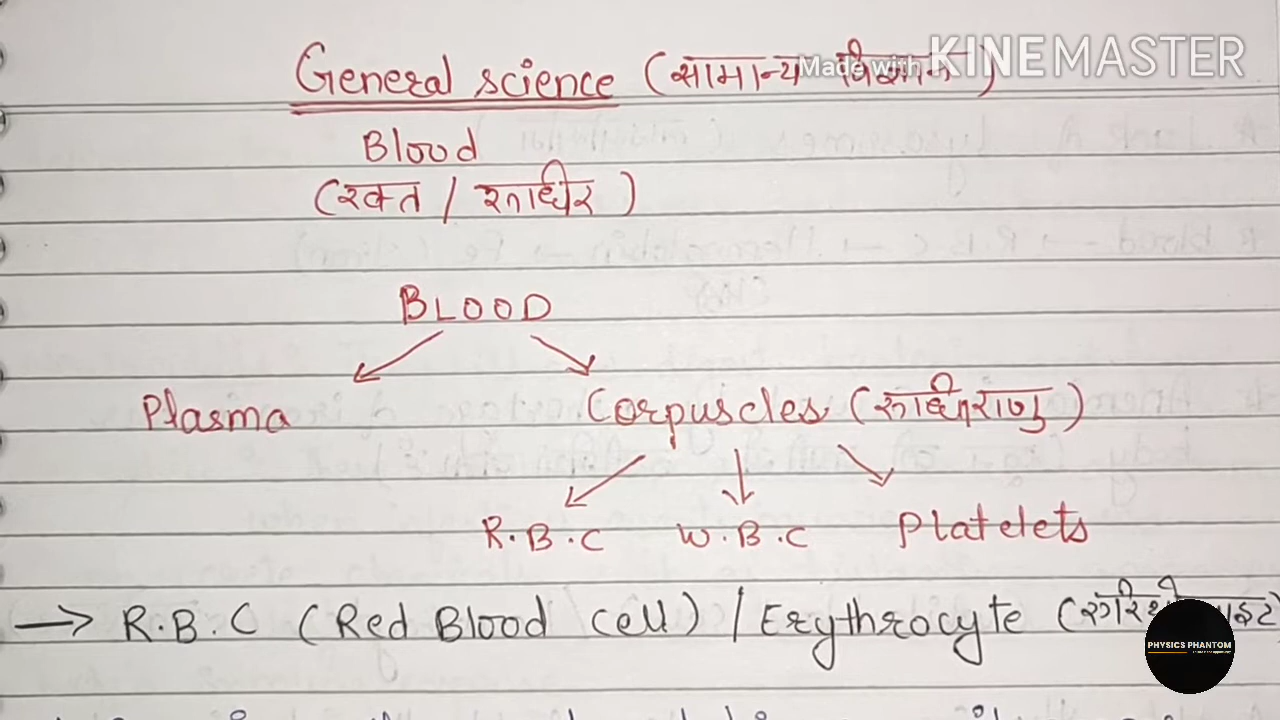 General science (सामान्य विज्ञान)
Made with KINEMASTER
Blood
(रक्त / रूधीर)
BLOOD
Plasma Corpuscles (रूधीराणु)
R.B.C W.B.C Platelets
→ R.B.C (Red Blood Cell) / Erythrocyte
PHYSICS PHANTOM